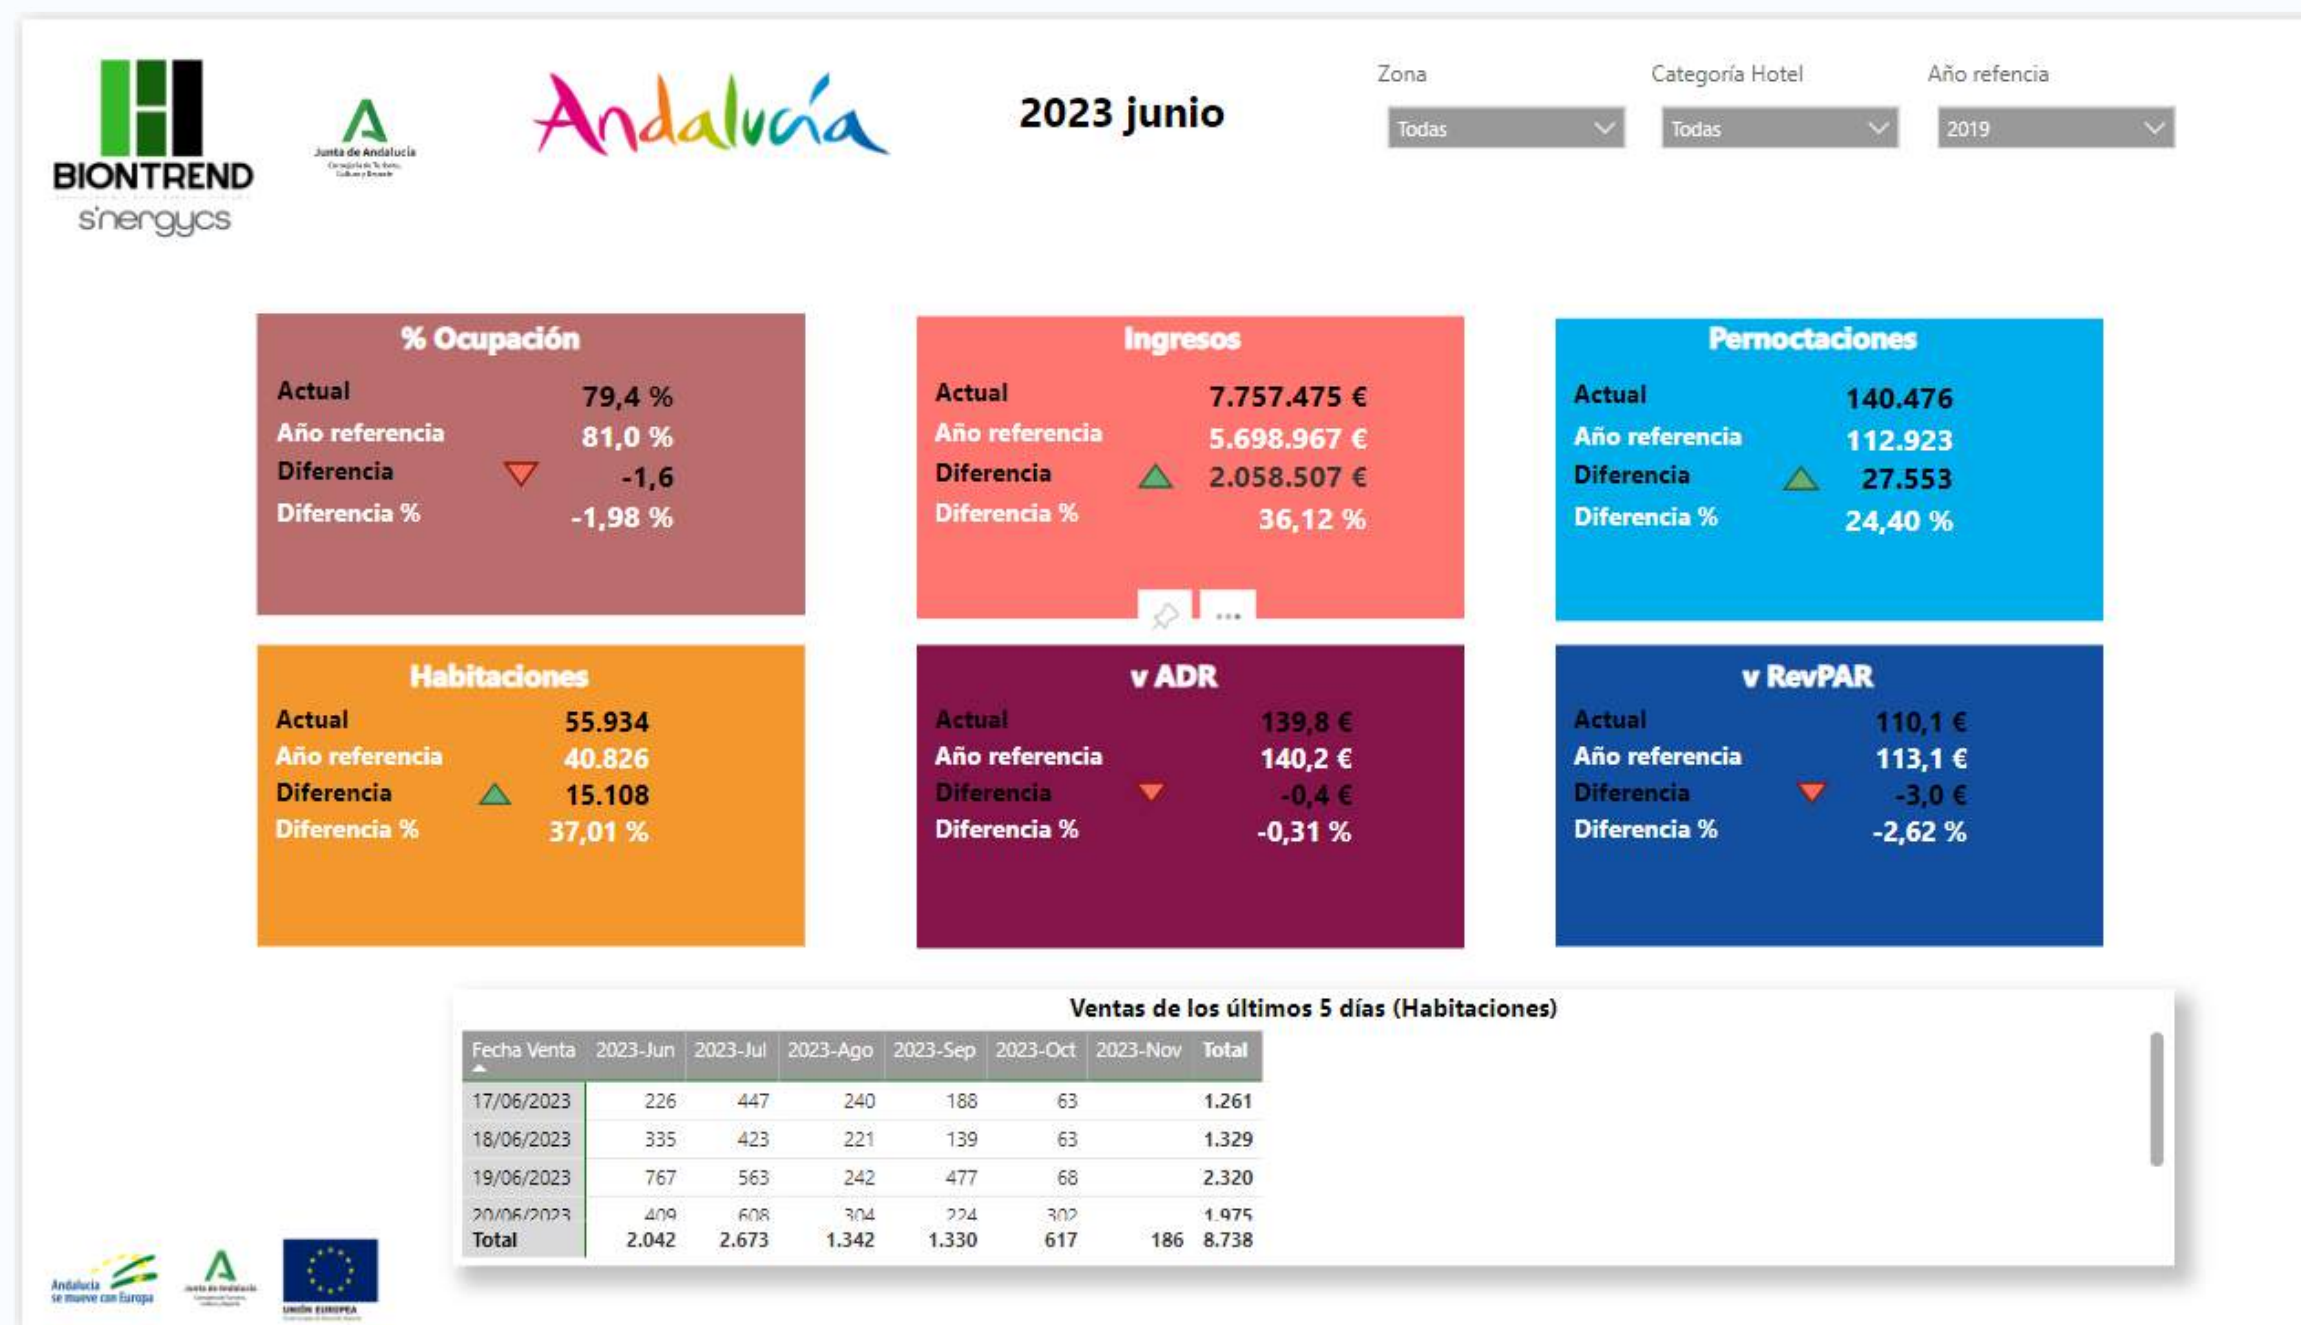 BIONTREND
sinergycs
Junta de Andalucía
Consejería de Turismo,
Cultura y Deporte
Andalucía
2023 junio
Zona
Todas
Categoría Hotel
Todas
Año refencia
2019
% Ocupación
Actual 79,4 %
Año referencia 81,0 %
Diferencia -1,6
Diferencia % -1,98 %
Ingresos
Actual 7.757.475 €
Año referencia 5.698.967 €
Diferencia 2.058.507 €
Diferencia % 36,12 %
Pernoctaciones
Actual 140.476
Año referencia 112.923
Diferencia 27.553
Diferencia % 24,40 %
Habitaciones
Actual 55.934
Año referencia 40.826
Diferencia 15.108
Diferencia % 37,01 %
v ADR
Actual 139,8 €
Año referencia 140,2 €
Diferencia -0,4 €
Diferencia % -0,31 %
v RevPAR
Actual 110,1 €
Año referencia 113,1 €
Diferencia -3,0 €
Diferencia % -2,62 %
Ventas de los últimos 5 días (Habitaciones)
Fecha Venta 2023-Jun 2023-Jul 2023-Ago 2023-Sep 2023-Oct 2023-Nov Total
17/06/2023 226 447 240 188 63 1.261
18/06/2023 335 423 221 139 63 1.329
19/06/2023 767 563 242 477 68 2.320
20/06/2023 409 608 304 224 302 1.975
Total 2.042 2.673 1.342 1.330 617 186 8.738
Andalucía
se mueve con Europa
Junta de Andalucía
UNIÓN EUROPEA